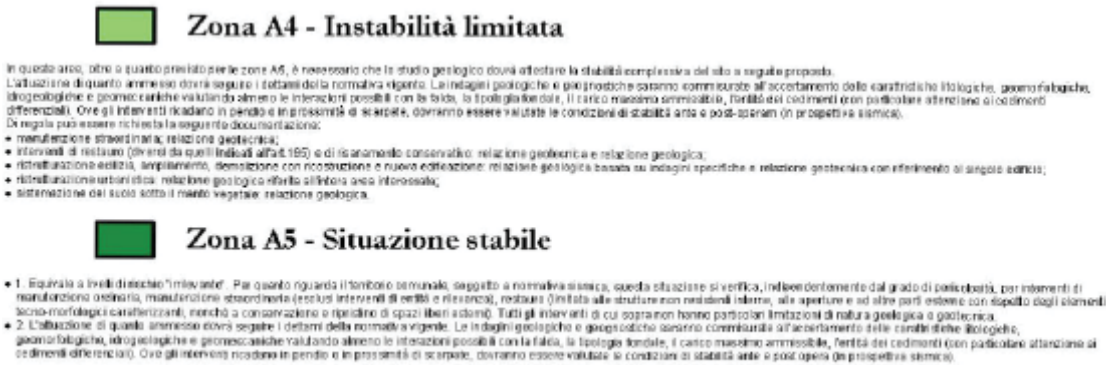 Zona A4 - Instabilità limitata
In queste aree, oltre a quanto previsto per le zone A5, è necessario che lo studio geologico dovrà attestare la stabilità complessiva del sito a seguito proposto.
L'attuazione di quanto ammesso dovrà seguire i dettami della normativa vigente. Le indagini geologiche e geognostiche saranno commisurate all'accertamento delle caratteristiche litologiche, geomorfologiche,
idrogeologiche e geomeccaniche valutando almeno le interazioni possibili con la falda, la tipologia fondale, il carico massimo ammissibile, l'entità dei cedimenti (con particolare attenzione ai cedimenti
differenziali). Ove gli interventi ricadano in pendio e in prossimità di scarpate, dovranno essere valutate le condizioni di stabilità ante e post-operam (in prospettiva sismica).
Di regola può essere richiesta la seguente documentazione:
• manutenzione straordinaria: relazione geotecnica;
• interventi di restauro (diversi da quelli indicati all'art.195) e di risanamento conservativo: relazione geotecnica e relazione geologica;
• ristrutturazione edilizia, ampliamento, demolizione con ricostruzione e nuova edificazione: relazione geologica basata su indagini specifiche e relazione geotecnica con riferimento al singolo edificio;
• ristrutturazione urbanistica: relazione geologica riferita all'intera area interessata;
• sistemazione del suolo sotto il manto vegetale: relazione geologica.
Zona A5 - Situazione stabile
• 1. Equivale a livelli di rischio "irrilevante". Per quanto riguarda il territorio comunale, soggetto a normativa sismica, questa situazione si verifica, indipendentemente dal grado di pericolosità, per interventi di
manutenzione ordinaria, manutenzione straordinaria (esclusi interventi di entità e rilevanza), restauro (limitato alle strutture non residenti interne, alle aperture e ad altre parti esterne con rispetto degli elementi
tecno-morfologici caratterizzanti, nonché a conservazione e ripristino di spazi liberi esterni). Tutti gli interventi di cui sopra non hanno particolari limitazioni di natura geologica e geotecnica.
• 2. L'attuazione di quanto ammesso dovrà seguire i dettami della normativa vigente. Le indagini geologiche e geognostiche saranno commisurate all'accertamento delle caratteristiche litologiche,
geomorfologiche, idrogeologiche e geomeccaniche valutando almeno le interazioni possibili con la falda, la tipologia fondale, il carico massimo ammissibile, l'entità dei cedimenti (con particolare attenzione ai
cedimenti differenziali). Ove gli interventi ricadano in pendio e in prossimità di scarpate, dovranno essere valutate le condizioni di stabilità ante e post opera (in prospettiva sismica).